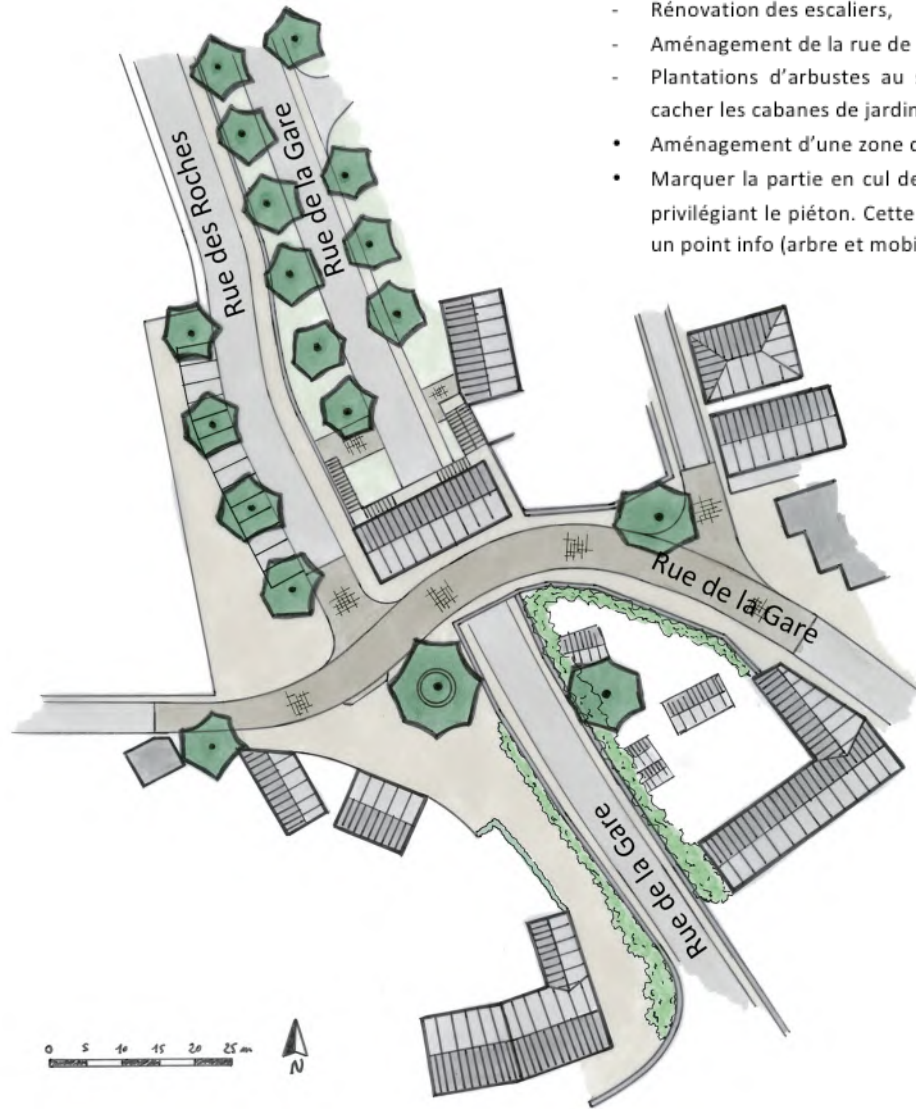 - Rénovation des escaliers,
- Aménagement de la rue de
- Plantations d'arbustes au
cacher les cabanes de jardin
• Aménagement d'une zone
• Marquer la partie en cul de
privilégiant le piéton. Cette
un point info (arbre et mobi
Rue des Roches
Rue de la Gare
Rue de la Gare
Rue de la Gare
0 5 10 15 20 25 m
N